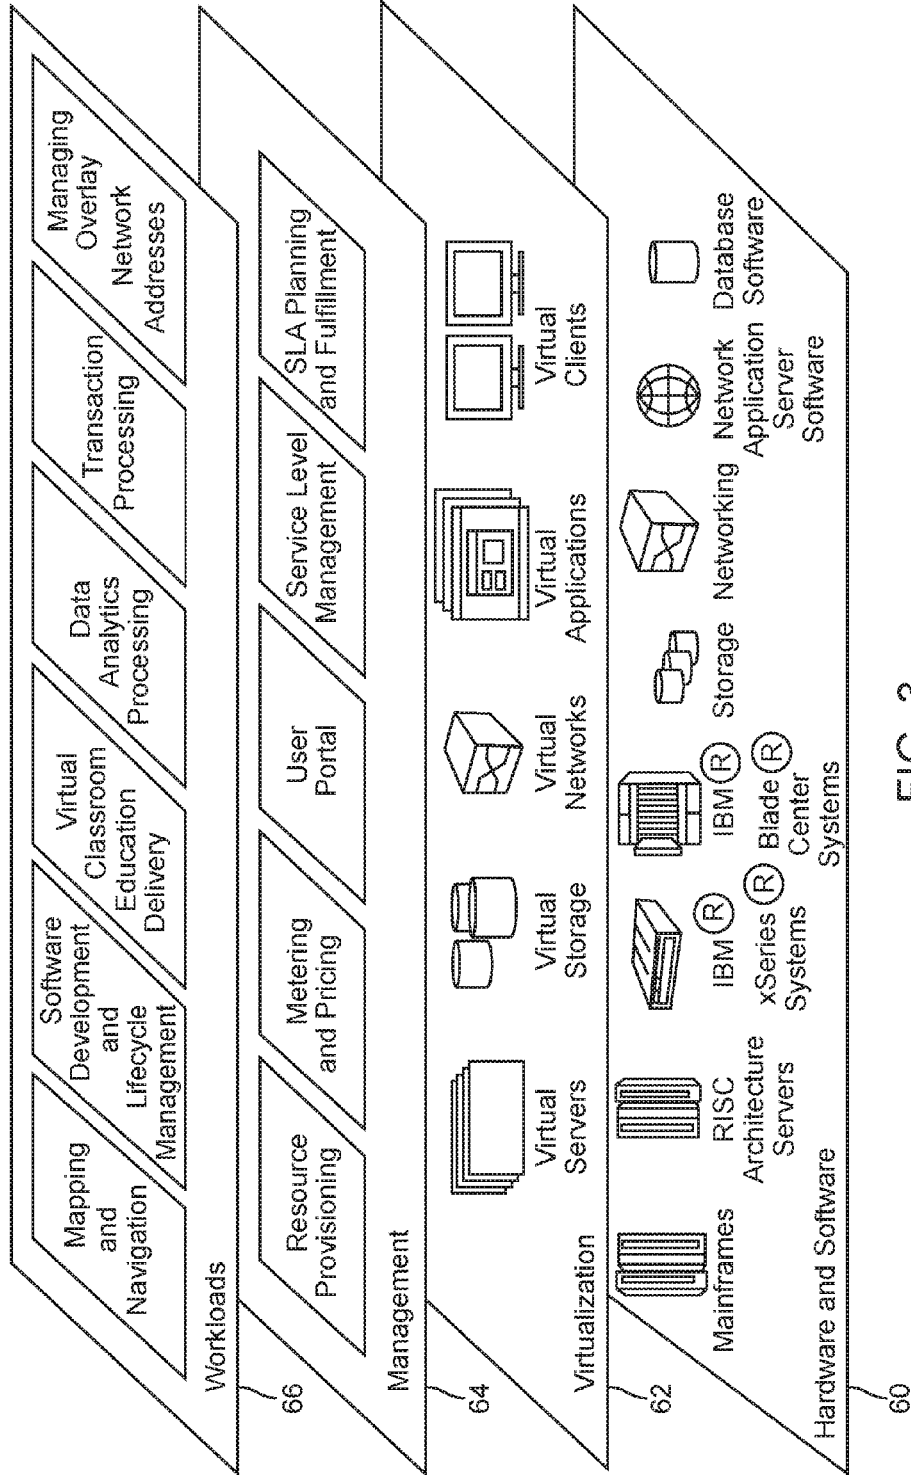 Mapping
and
Navigation
Software
Development
and
Lifecycle
Management
Virtual
Classroom
Education
Delivery
Data
Analytics
Processing
Transaction
Processing
Managing
Overlay
Network
Addresses
Workloads
66
Resource
Provisioning
Metering
and Pricing
User
Portal
Service Level
Management
SLA Planning
and Fulfillment
Management
64
Virtual
Servers
Virtual
Storage
Virtual
Networks
Virtual
Applications
Virtual
Clients
Virtualization
62
Mainframes
RISC
Architecture
Servers
IBM®
xSeries®
Systems
IBM®
Blade®
Center
Systems
Storage
Networking
Network
Application
Server
Software
Database
Software
Hardware and Software
60
FIG.